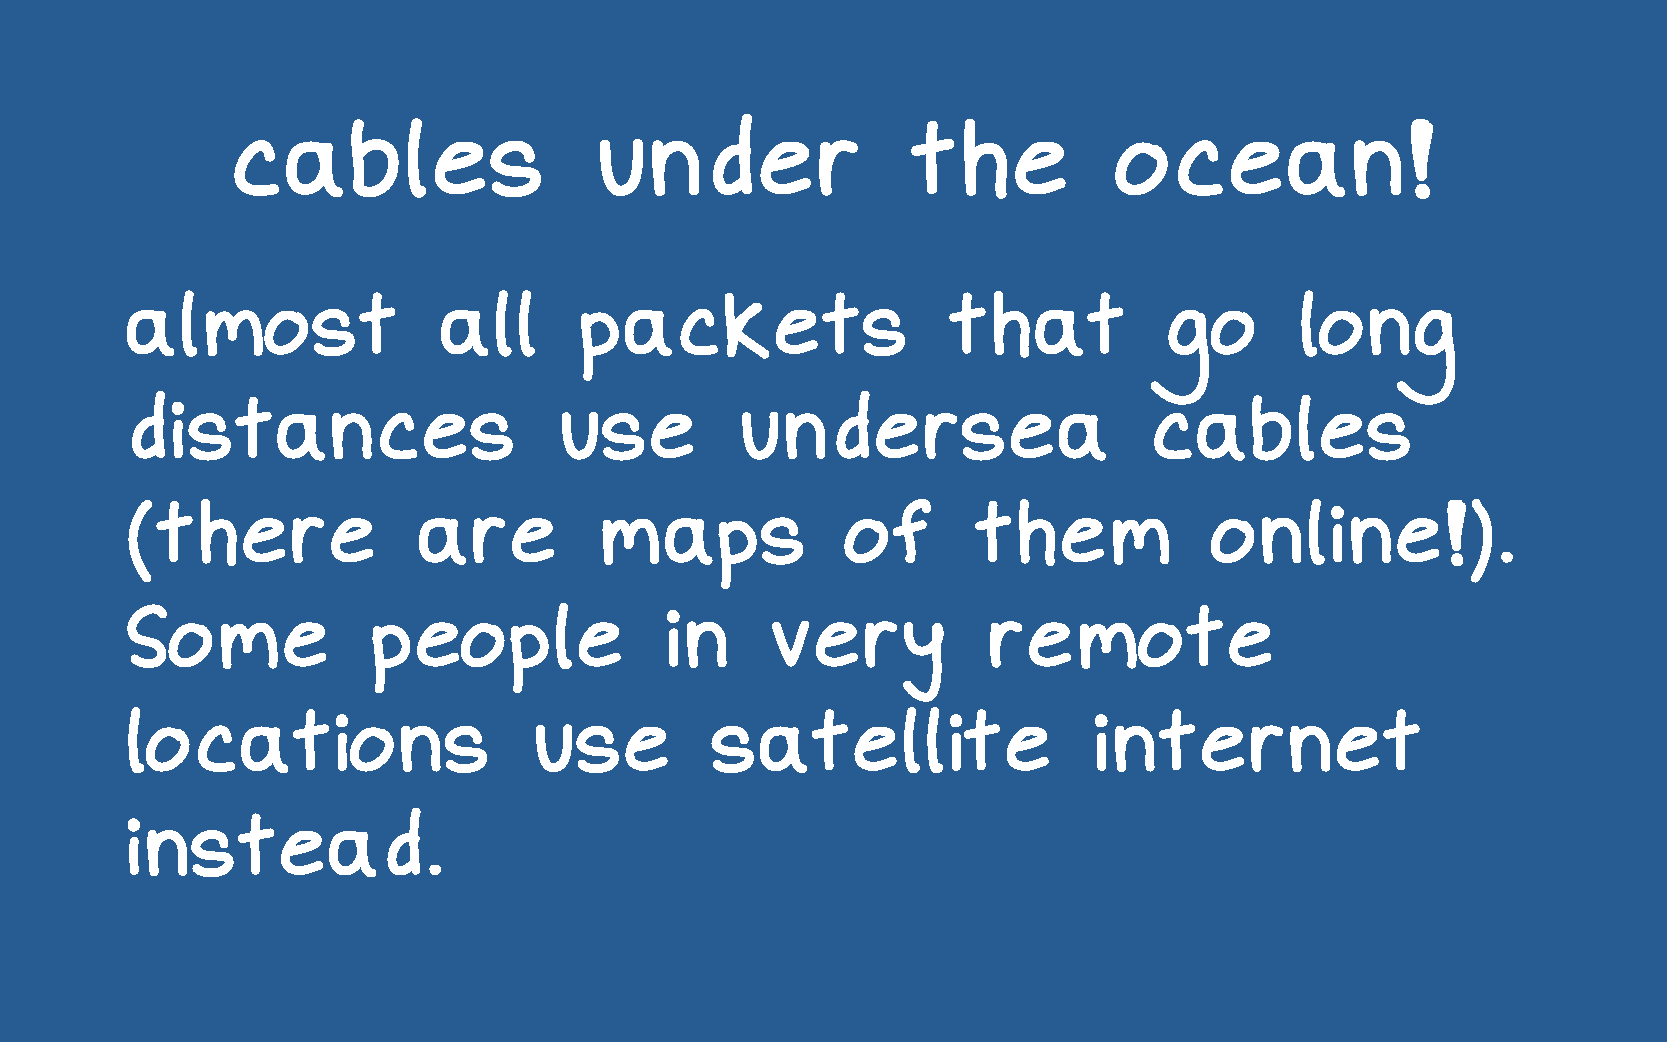 cables under the ocean!
almost all packets that go long
distances use undersea cables
(there are maps of them online!).
Some people in very remote
locations use satellite internet
instead.